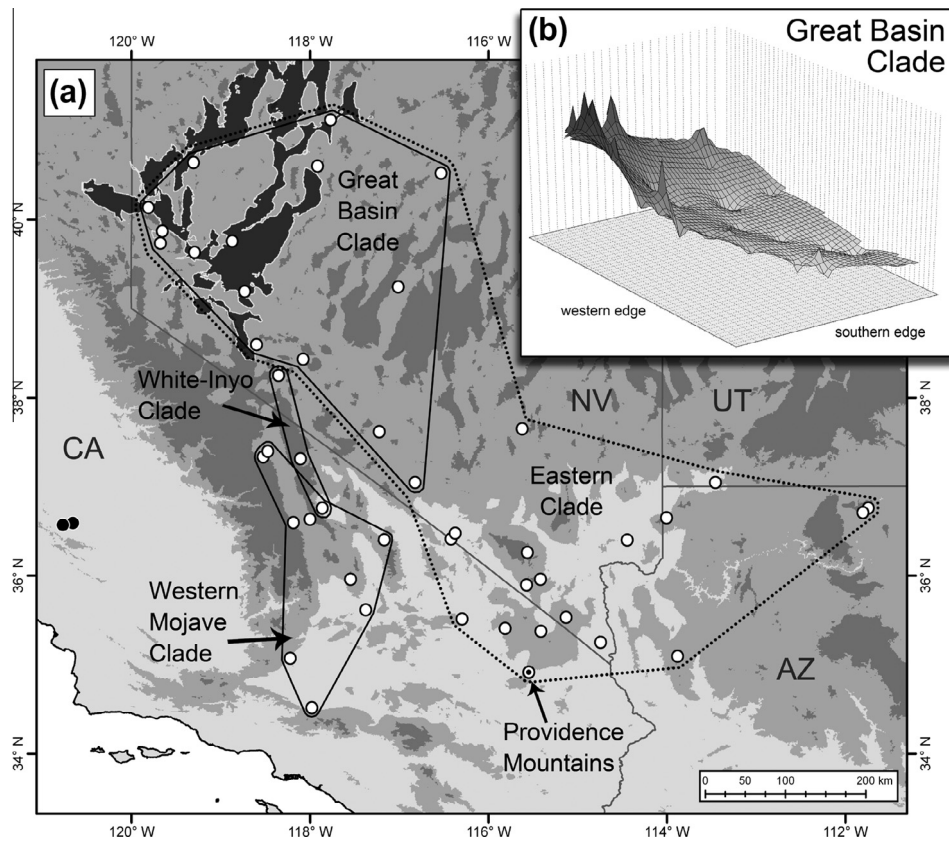 120° W
118° W
116° W
(a)
(b)
Great Basin
Clade
western edge
southern edge
40° N
38° N
36° N
34° N
Great
Basin
Clade
White-Inyo
Clade
CA
NV
UT
38° N
Eastern
Clade
36° N
Western
Mojave
Clade
AZ
Providence
Mountains
34° N
0 50 100 200 km
120° W
118° W
116° W
114° W
112° W